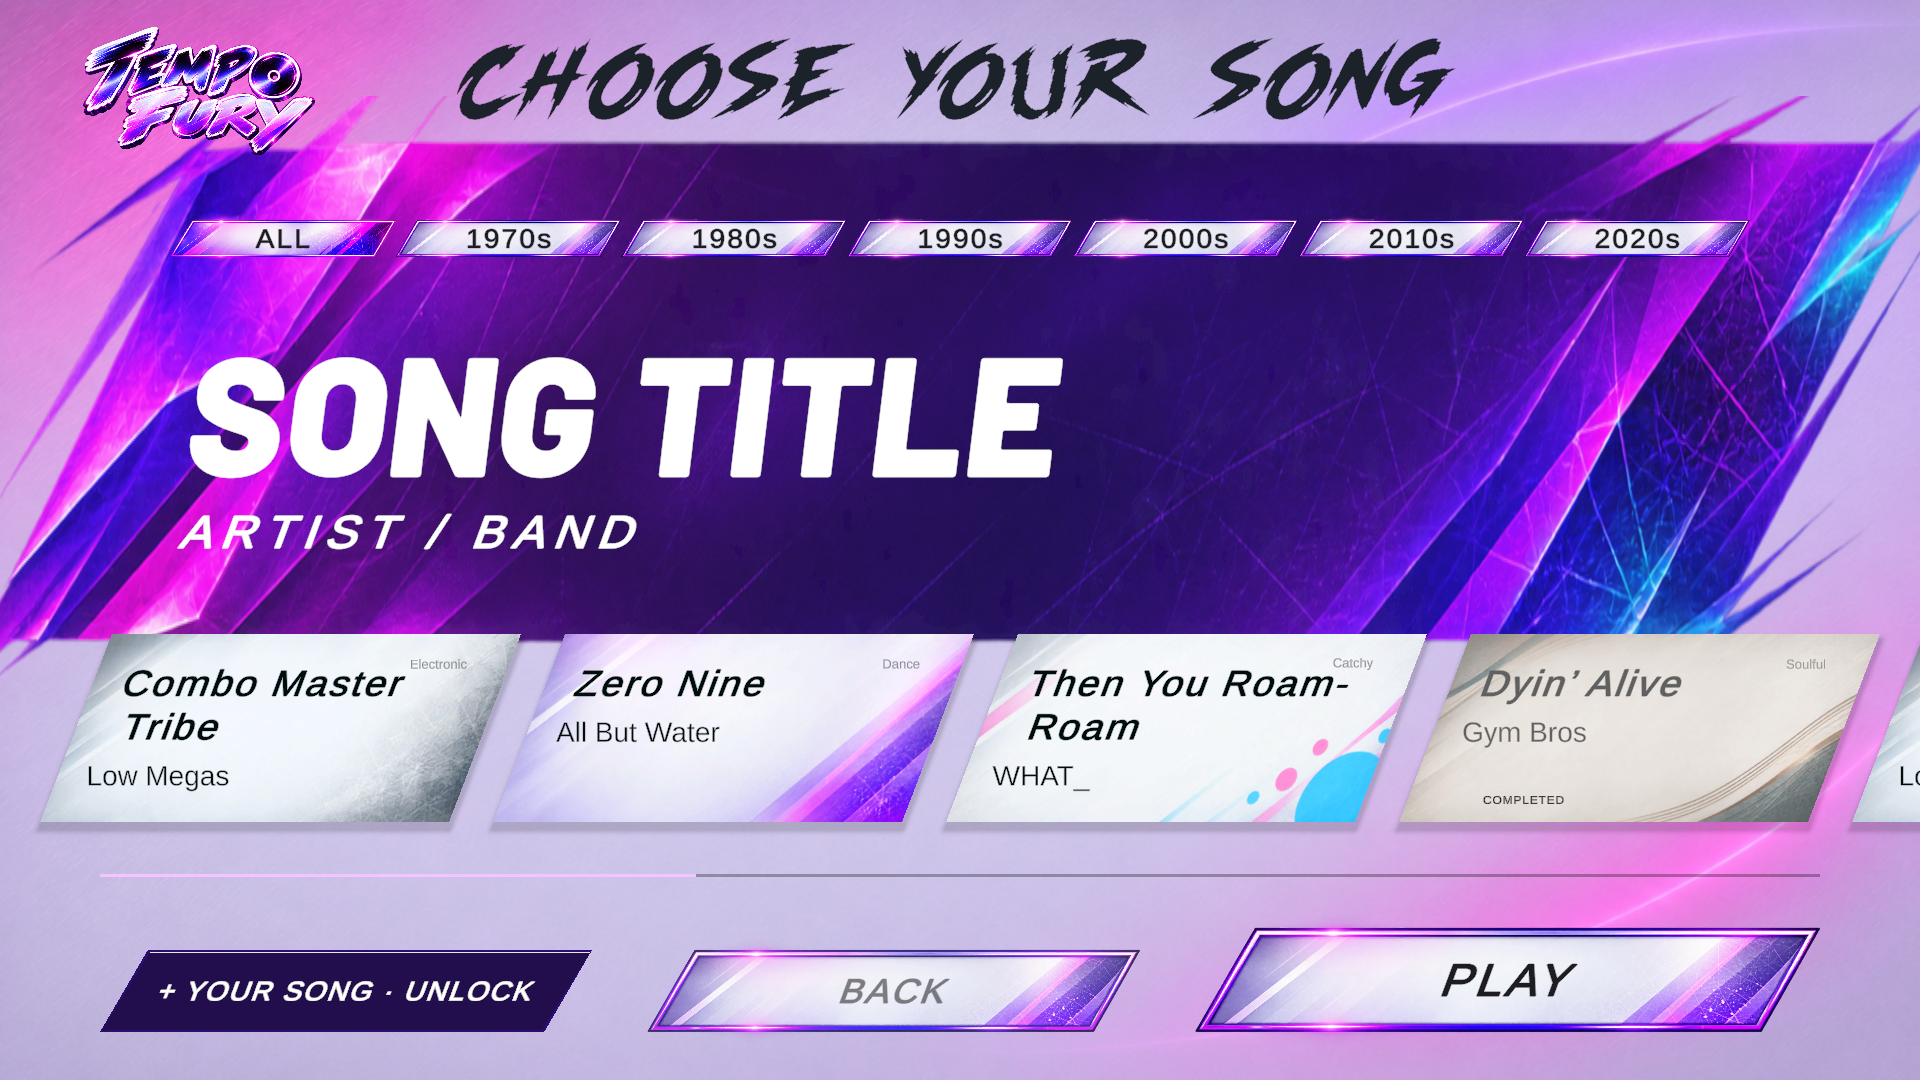 TEMPO
FURY
CHOOSE YOUR SONG
ALL
1970s
1980s
1990s
2000s
2010s
2020s
SONG TITLE
ARTIST / BAND
Combo Master
Tribe
Electronic
Low Megas
Zero Nine
Dance
All But Water
Then You Roam-
Roam
Catchy
WHAT_
Dyin’ Alive
Soulful
Gym Bros
COMPLETED
+ YOUR SONG · UNLOCK
BACK
PLAY